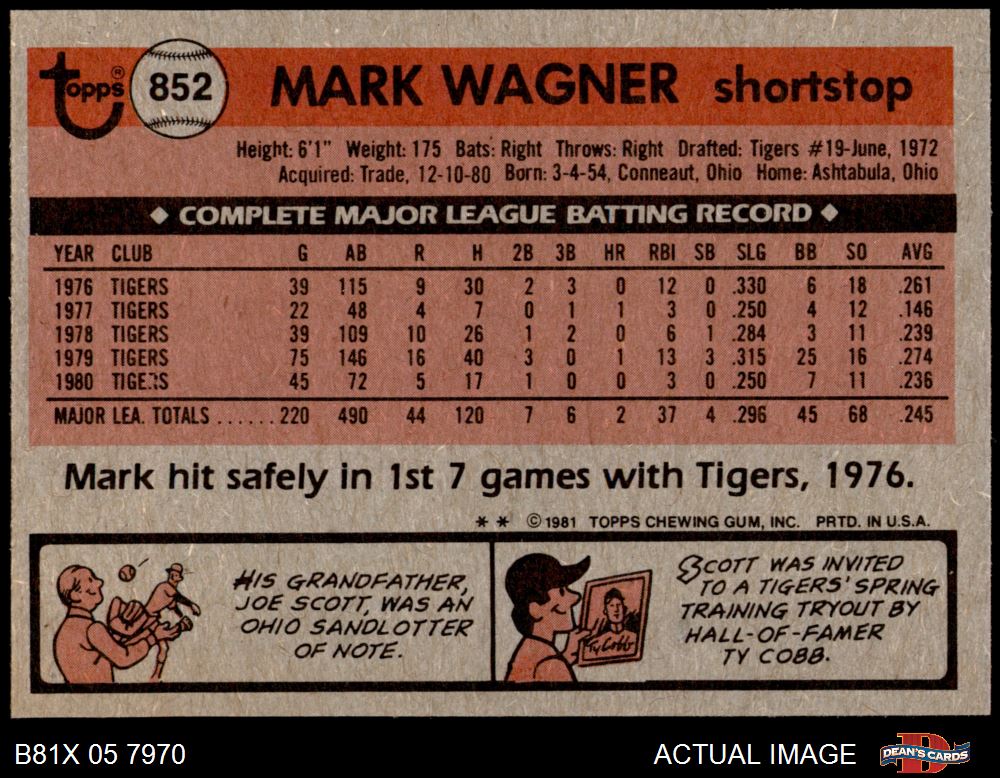 Topps® 852 MARK WAGNER shortstop
Height: 6'1" Weight: 175 Bats: Right Throws: Right Drafted: Tigers #19-June, 1972
Acquired: Trade, 12-10-80 Born: 3-4-54, Conneaut, Ohio Home: Ashtabula, Ohio
◆ COMPLETE MAJOR LEAGUE BATTING RECORD ◆
YEAR CLUB G AB R H 2B 3B HR RBI SB SLG BB SO AVG
1976 TIGERS 39 115 9 30 2 3 0 12 0 .330 6 18 .261
1977 TIGERS 22 48 4 7 0 1 1 3 0 .250 4 12 .146
1978 TIGERS 39 109 10 26 1 2 0 6 1 .284 3 11 .239
1979 TIGERS 75 146 16 40 3 0 1 13 3 .315 25 16 .274
1980 TIGERS 45 72 5 17 1 0 0 3 0 .250 7 11 .236
MAJOR LEA. TOTALS ...... 220 490 44 120 7 6 2 37 4 .296 45 68 .245
Mark hit safely in 1st 7 games with Tigers, 1976.
* * © 1981 TOPPS CHEWING GUM, INC. PRTD. IN U.S.A.
HIS GRANDFATHER,
JOE SCOTT, WAS AN
OHIO SANDLOTTER
OF NOTE.
Ty Cobb
SCOTT WAS INVITED
TO A TIGERS' SPRING
TRAINING TRYOUT BY
HALL-OF-FAMER
TY COBB.
B81X 05 7970 ACTUAL IMAGE D DEAN'S CARDS